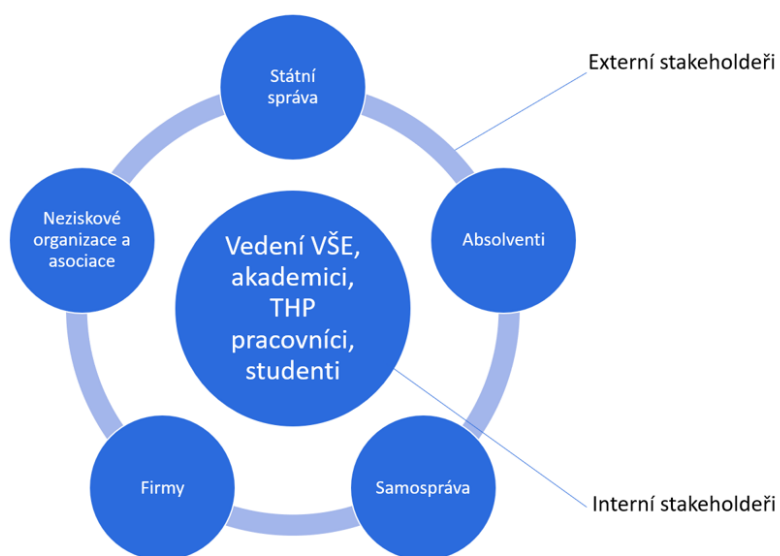 Státní
správa
Externí stakeholdeři
Neziskové
organizace a
asociace
Vedení VŠE,
akademici,
THP
pracovníci,
studenti
Absolventi
Firmy
Samospráva
Interní stakeholdeři